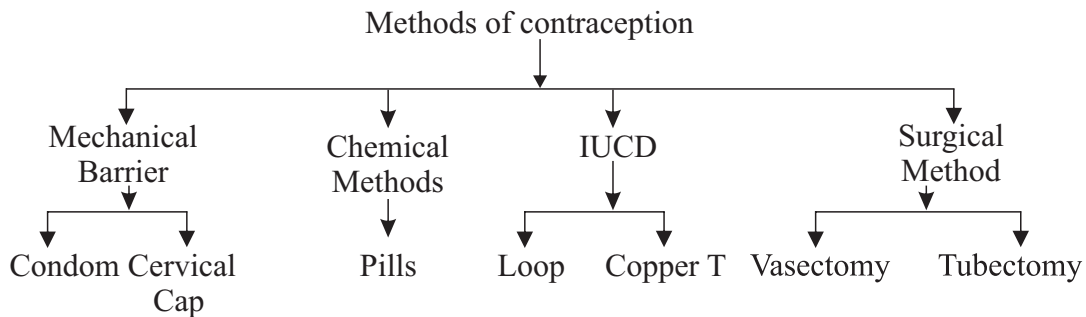 Methods of contraception
Mechanical
Barrier
Chemical
Methods
IUCD
Surgical
Method
Condom
Cervical
Cap
Pills
Loop
Copper T
Vasectomy
Tubectomy